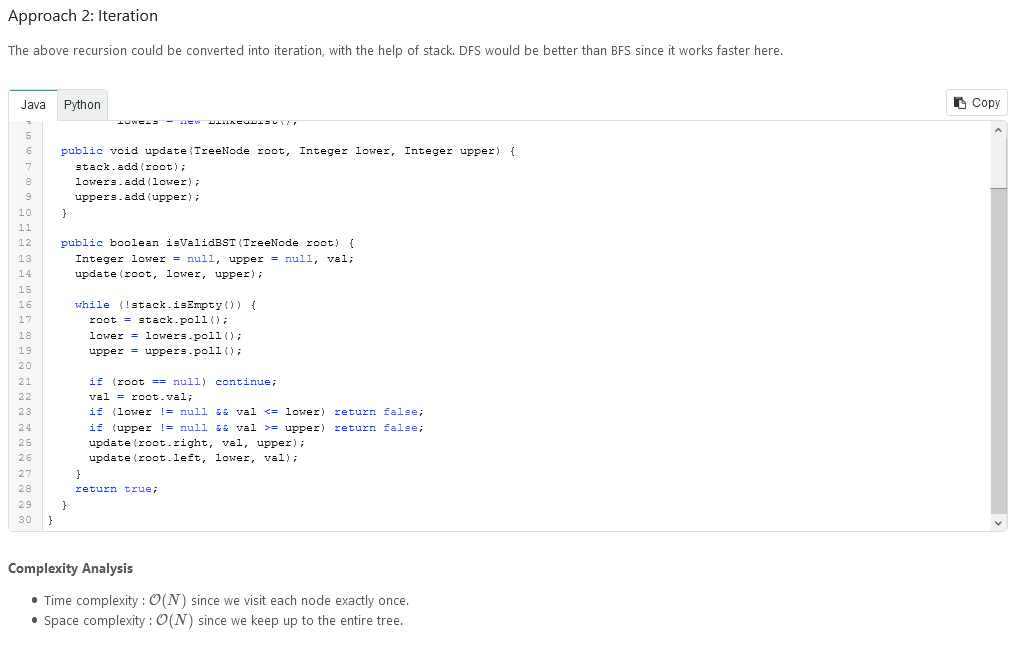 Approach 2: Iteration
The above recursion could be converted into iteration, with the help of stack. DFS would be better than BFS since it works faster here.
Java Python Copy
5
6 public void update(TreeNode root, Integer lower, Integer upper) {
7 stack.add(root);
8 lowers.add(lower);
9 uppers.add(upper);
10 }
11
12 public boolean isValidBST(TreeNode root) {
13 Integer lower = null, upper = null, val;
14 update(root, lower, upper);
15
16 while (!stack.isEmpty()) {
17 root = stack.poll();
18 lower = lowers.poll();
19 upper = uppers.poll();
20
21 if (root == null) continue;
22 val = root.val;
23 if (lower != null && val <= lower) return false;
24 if (upper != null && val >= upper) return false;
25 update(root.right, val, upper);
26 update(root.left, lower, val);
27 }
28 return true;
29 }
30 }
Complexity Analysis
• Time complexity : O(N) since we visit each node exactly once.
• Space complexity : O(N) since we keep up to the entire tree.